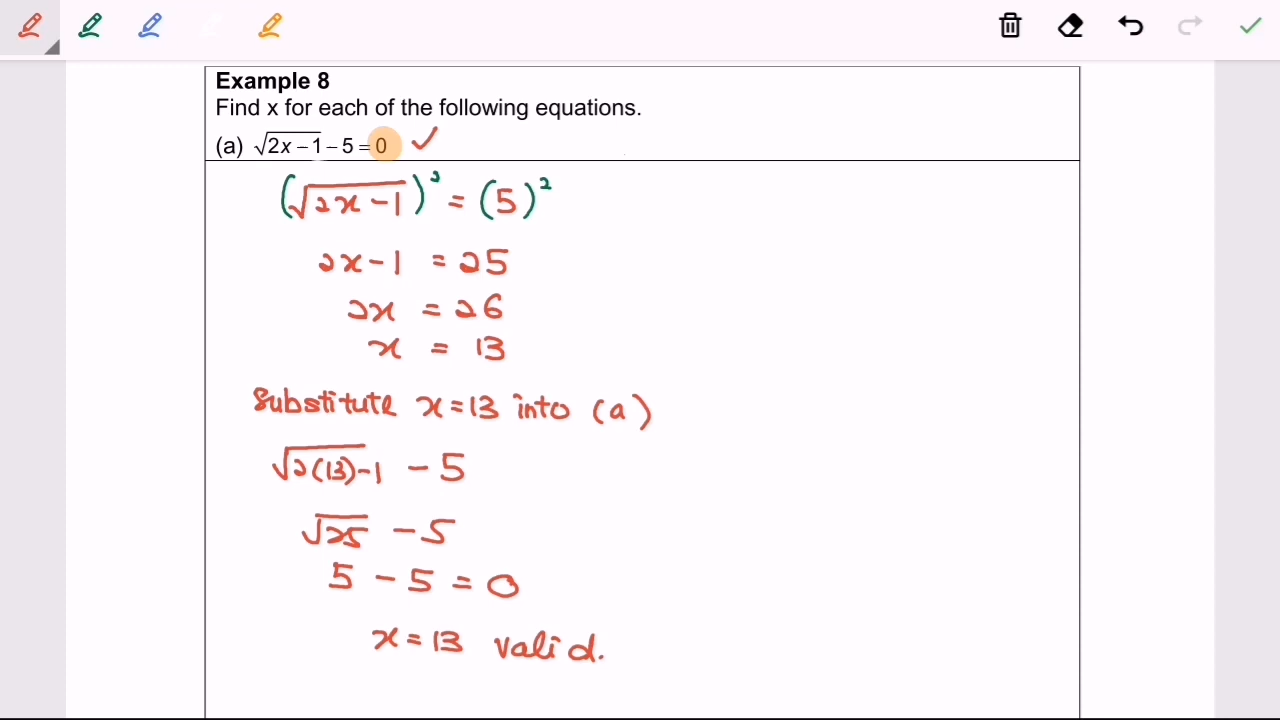 Example 8
Find x for each of the following equations.
(a) √(2x – 1) – 5 = 0 ✓
(√(2x – 1))² = (5)²
2x – 1 = 25
2x = 26
x = 13
Substitute x = 13 into (a)
√(2(13) – 1) – 5
√25 – 5
5 – 5 = 0
x = 13 valid.